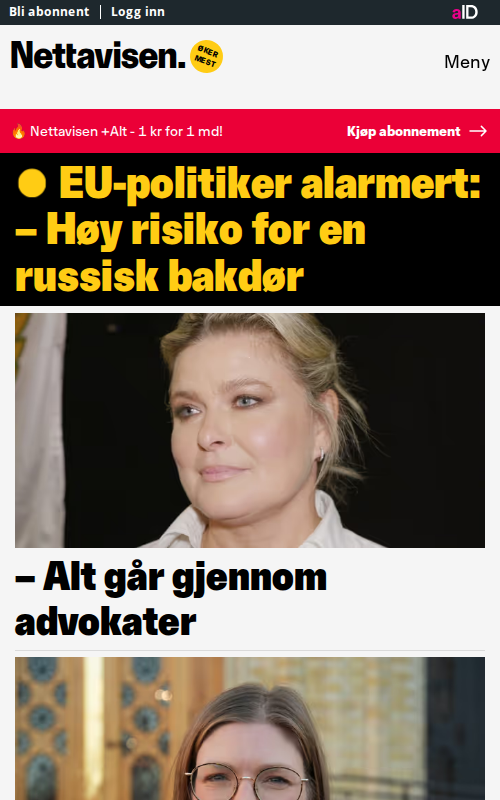 Bli abonnent | Logg inn
aID
Nettavisen.
ØKER
MEST
Meny
🔥 Nettavisen +Alt - 1 kr for 1 md!
Kjøp abonnement →
EU-politiker alarmert:
– Høy risiko for en
russisk bakdør
– Alt går gjennom
advokater